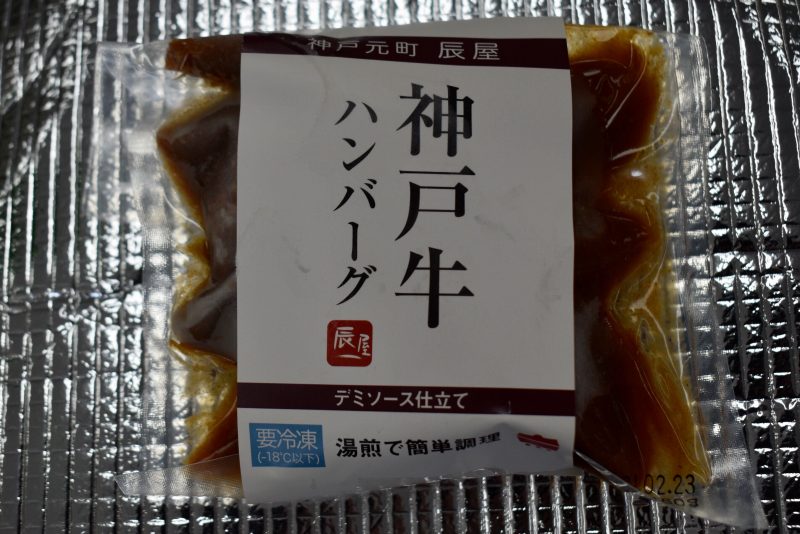 神戸元町 辰屋
神戸牛
ハンバーグ
辰屋
デミソース仕立て
要冷凍
(-18℃以下)
湯煎で簡単調理
02.23